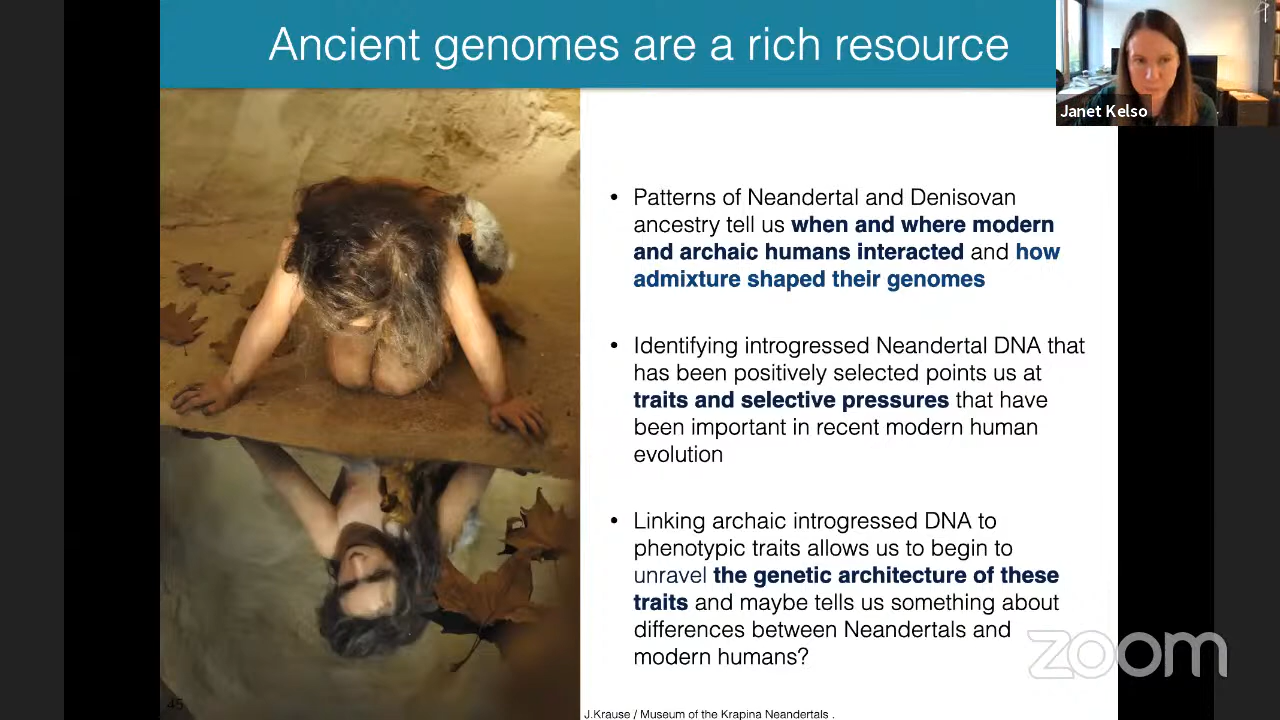 Ancient genomes are a rich resource
Janet Kelso
• Patterns of Neandertal and Denisovan
ancestry tell us when and where modern
and archaic humans interacted and how
admixture shaped their genomes
• Identifying introgressed Neandertal DNA that
has been positively selected points us at
traits and selective pressures that have
been important in recent modern human
evolution
• Linking archaic introgressed DNA to
phenotypic traits allows us to begin to
unravel the genetic architecture of these
traits and maybe tells us something about
differences between Neandertals and
modern humans?
zoom
45
J.Krause / Museum of the Krapina Neandertals .